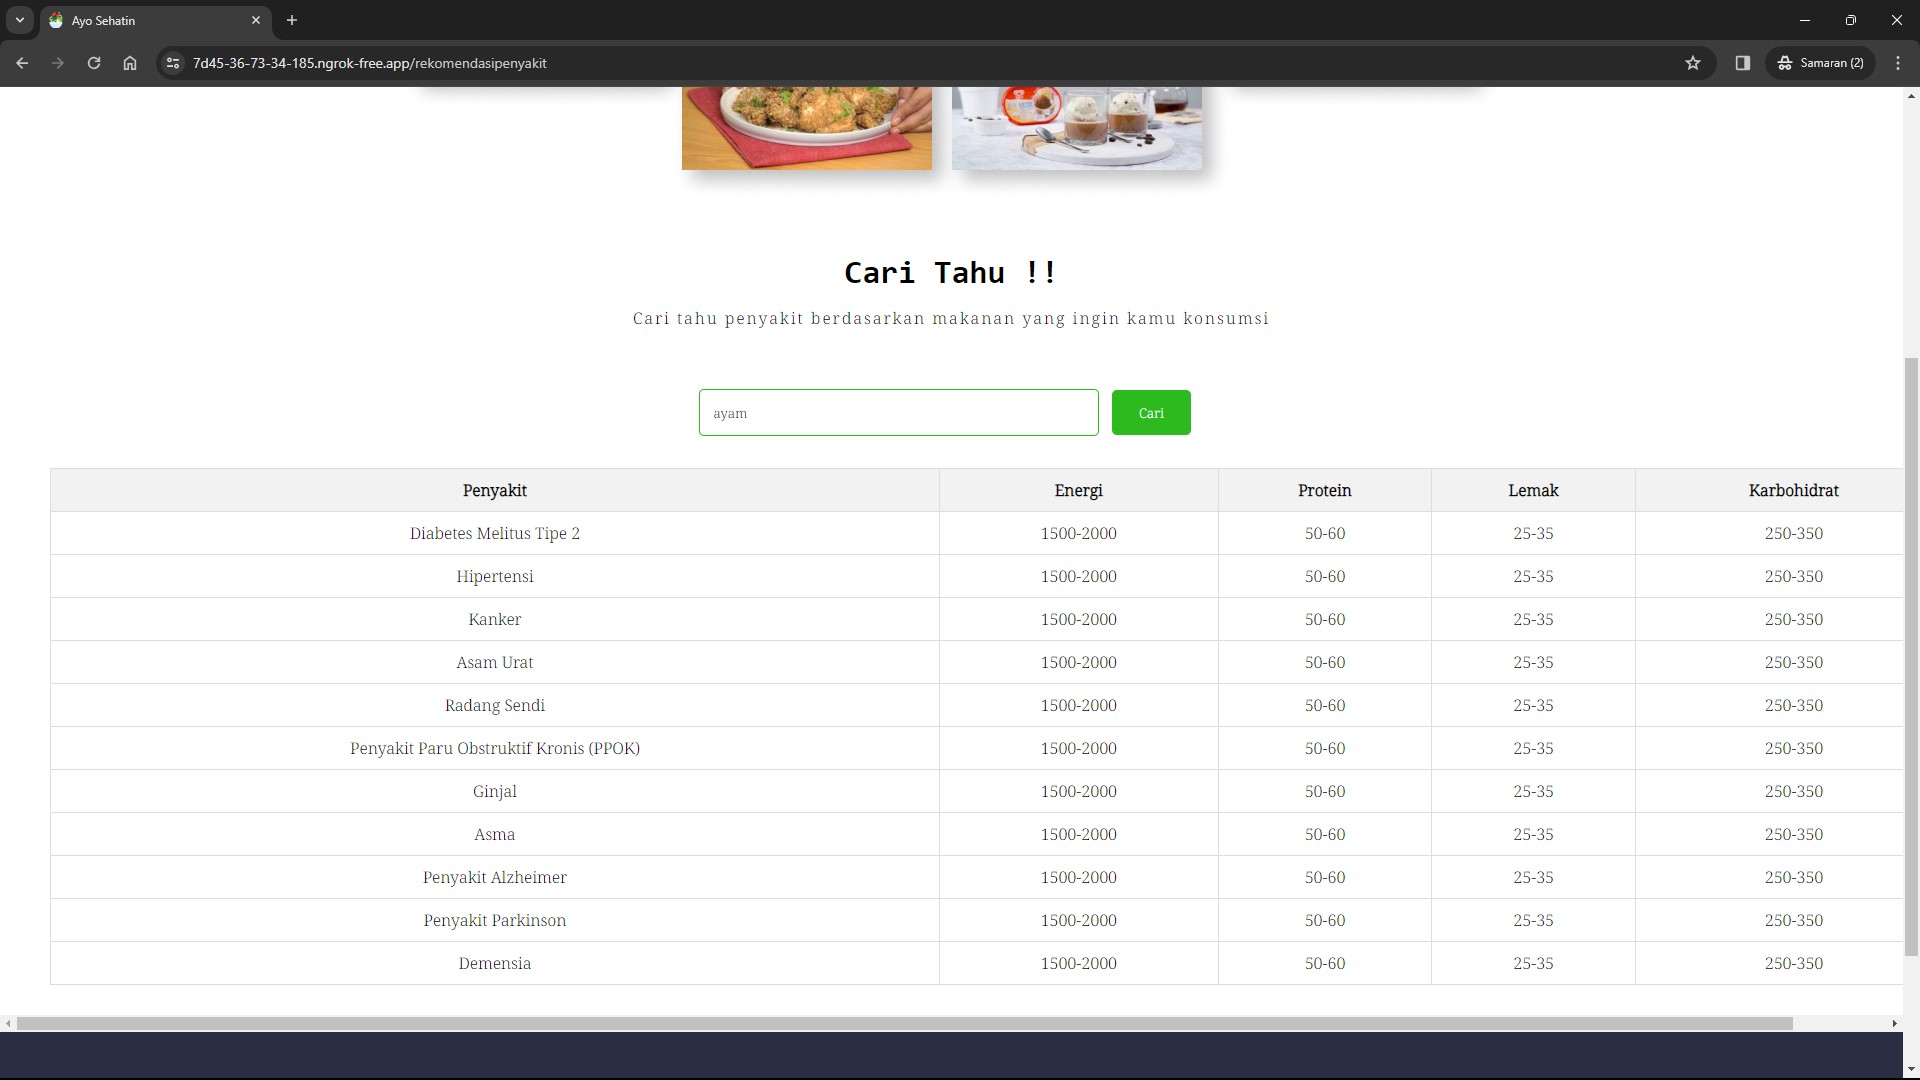 Ayo Sehatin
7d45-36-73-34-185.ngrok-free.app/rekomendasipenyakit
Samaran (2)
Cari Tahu !!
Cari tahu penyakit berdasarkan makanan yang ingin kamu konsumsi
ayam Cari
Penyakit Energi Protein Lemak Karbohidrat
Diabetes Melitus Tipe 2 1500-2000 50-60 25-35 250-350
Hipertensi 1500-2000 50-60 25-35 250-350
Kanker 1500-2000 50-60 25-35 250-350
Asam Urat 1500-2000 50-60 25-35 250-350
Radang Sendi 1500-2000 50-60 25-35 250-350
Penyakit Paru Obstruktif Kronis (PPOK) 1500-2000 50-60 25-35 250-350
Ginjal 1500-2000 50-60 25-35 250-350
Asma 1500-2000 50-60 25-35 250-350
Penyakit Alzheimer 1500-2000 50-60 25-35 250-350
Penyakit Parkinson 1500-2000 50-60 25-35 250-350
Demensia 1500-2000 50-60 25-35 250-350